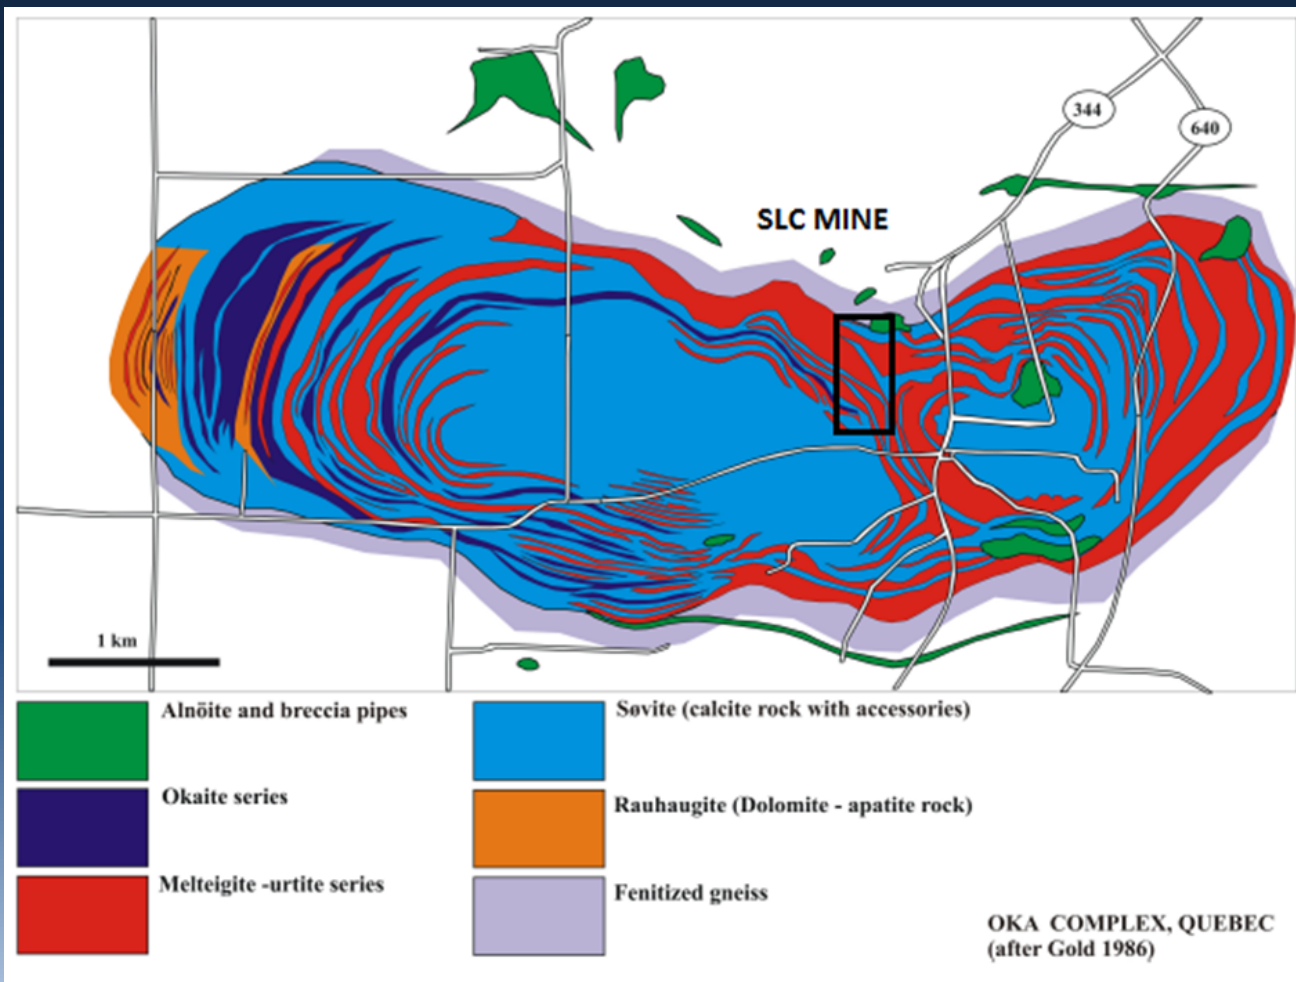 344
640
SLC MINE
1 km
Alnöite and breccia pipes
Søvite (calcite rock with accessories)
Okaite series
Rauhaugite (Dolomite - apatite rock)
Melteigite -urtite series
Fenitized gneiss
OKA COMPLEX, QUEBEC
(after Gold 1986)